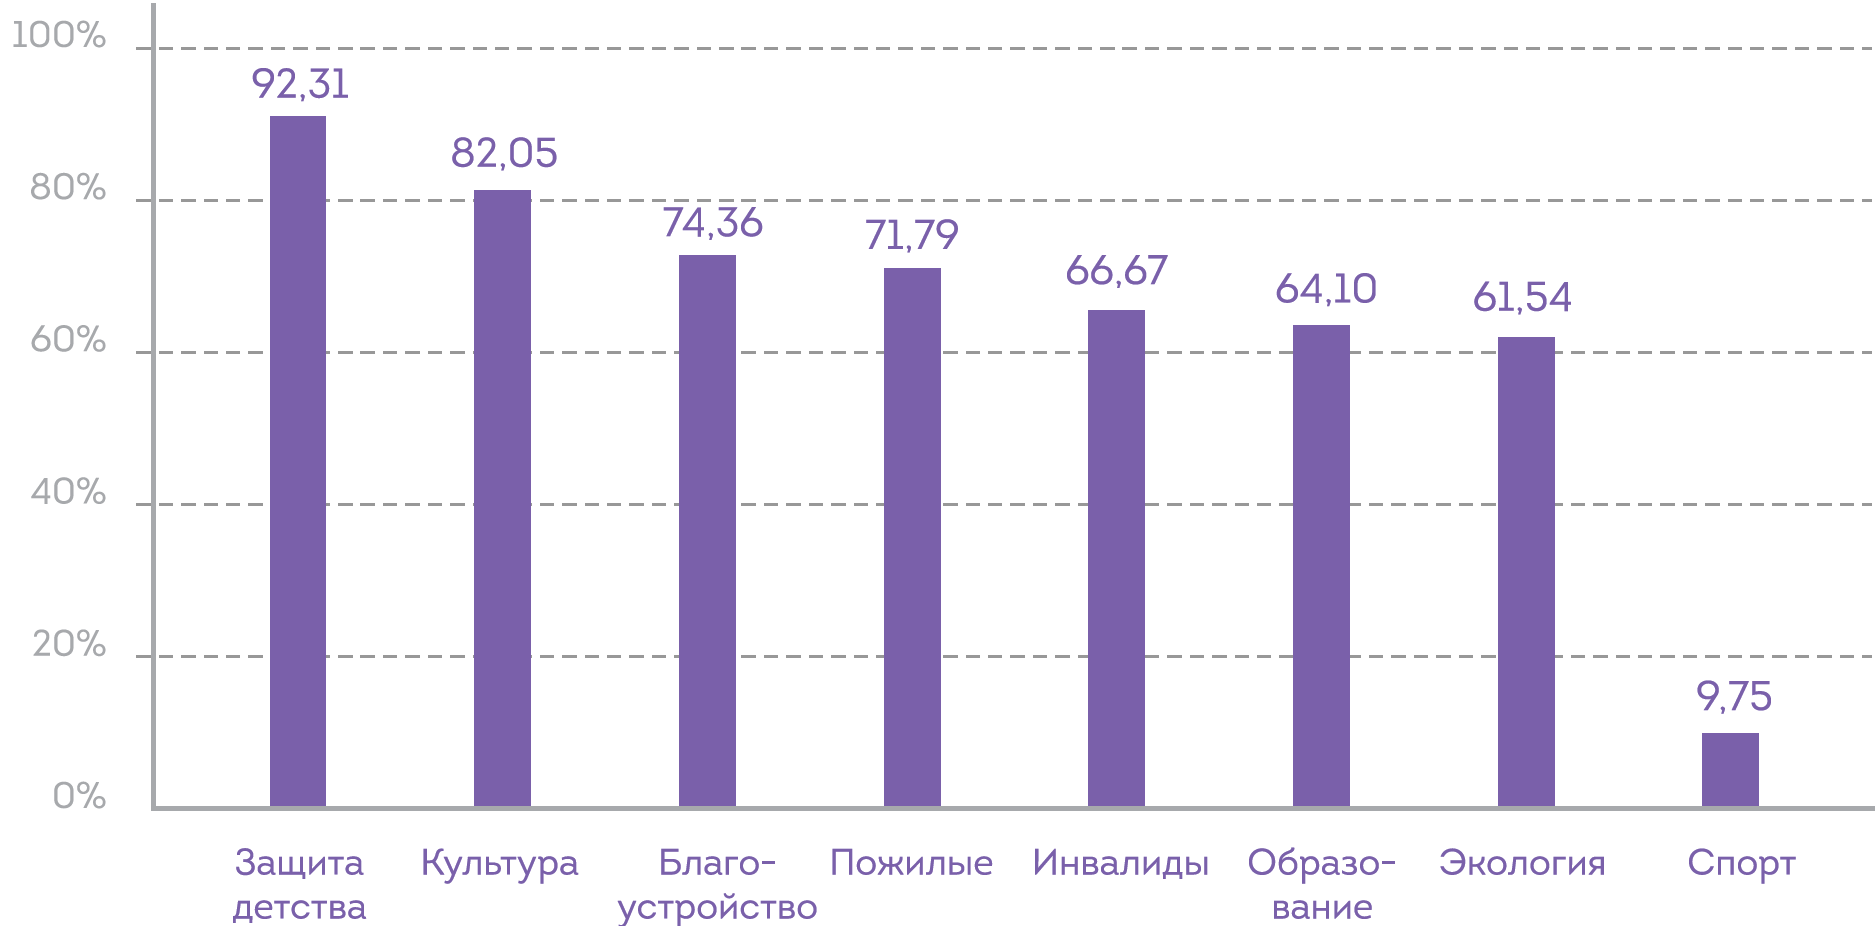 100%
80%
60%
40%
20%
0%
92,31
82,05
74,36
71,79
66,67
64,10
61,54
9,75
Защита
детства
Культура
Благо-
устройство
Пожилые
Инвалиды
Образо-
вание
Экология
Спорт